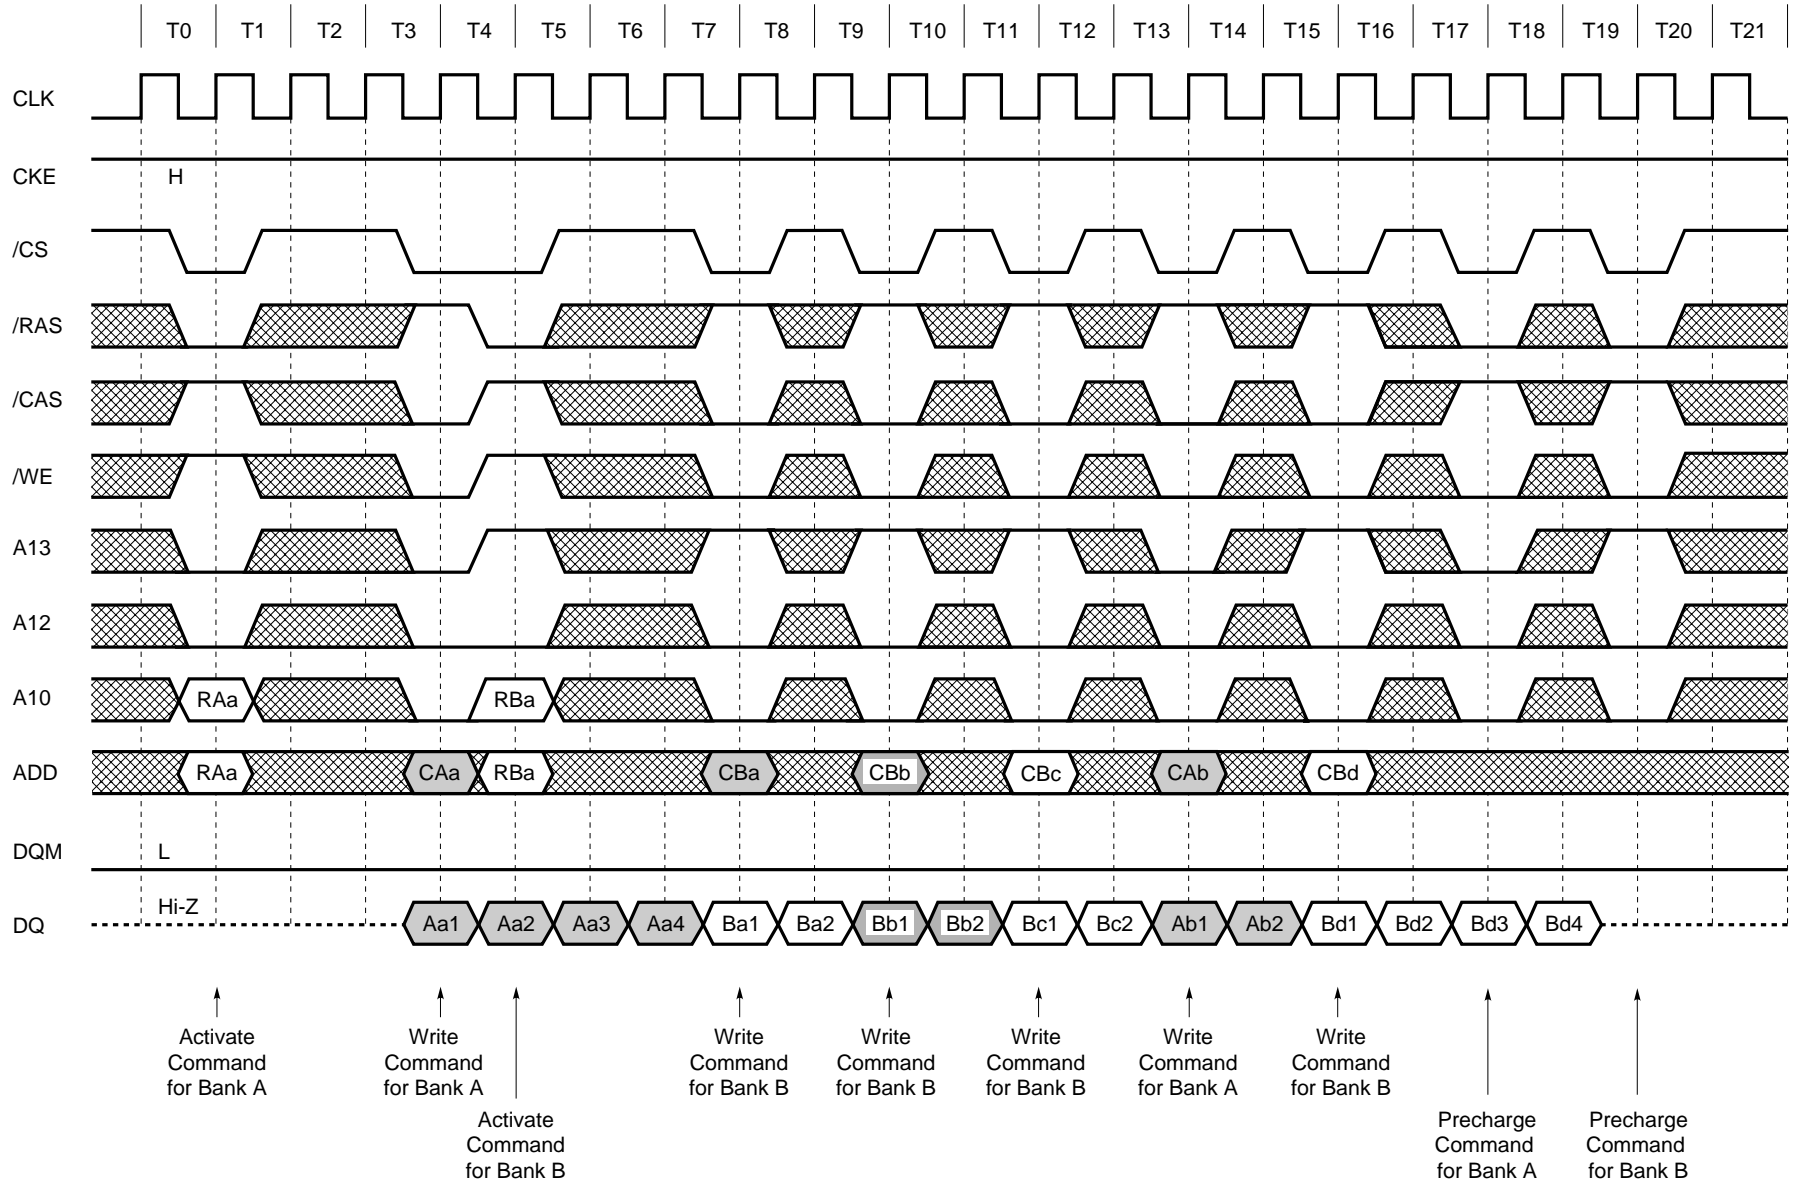 T0 T1 T2 T3 T4 T5 T6 T7 T8 T9 T10 T11 T12 T13 T14 T15 T16 T17 T18 T19 T20 T21
CLK
CKE H
/CS
/RAS
/CAS
/WE
A13
A12
A10 RAa RBa
ADD RAa CAa RBa CBa CBb CBc CAb CBd
DQM L
Hi-Z
DQ Aa1 Aa2 Aa3 Aa4 Ba1 Ba2 Bb1 Bb2 Bc1 Bc2 Ab1 Ab2 Bd1 Bd2 Bd3 Bd4
Activate
Command
for Bank A
Write
Command
for Bank A
Activate
Command
for Bank B
Write
Command
for Bank B
Write
Command
for Bank B
Write
Command
for Bank B
Write
Command
for Bank A
Write
Command
for Bank B
Precharge
Command
for Bank A
Precharge
Command
for Bank B